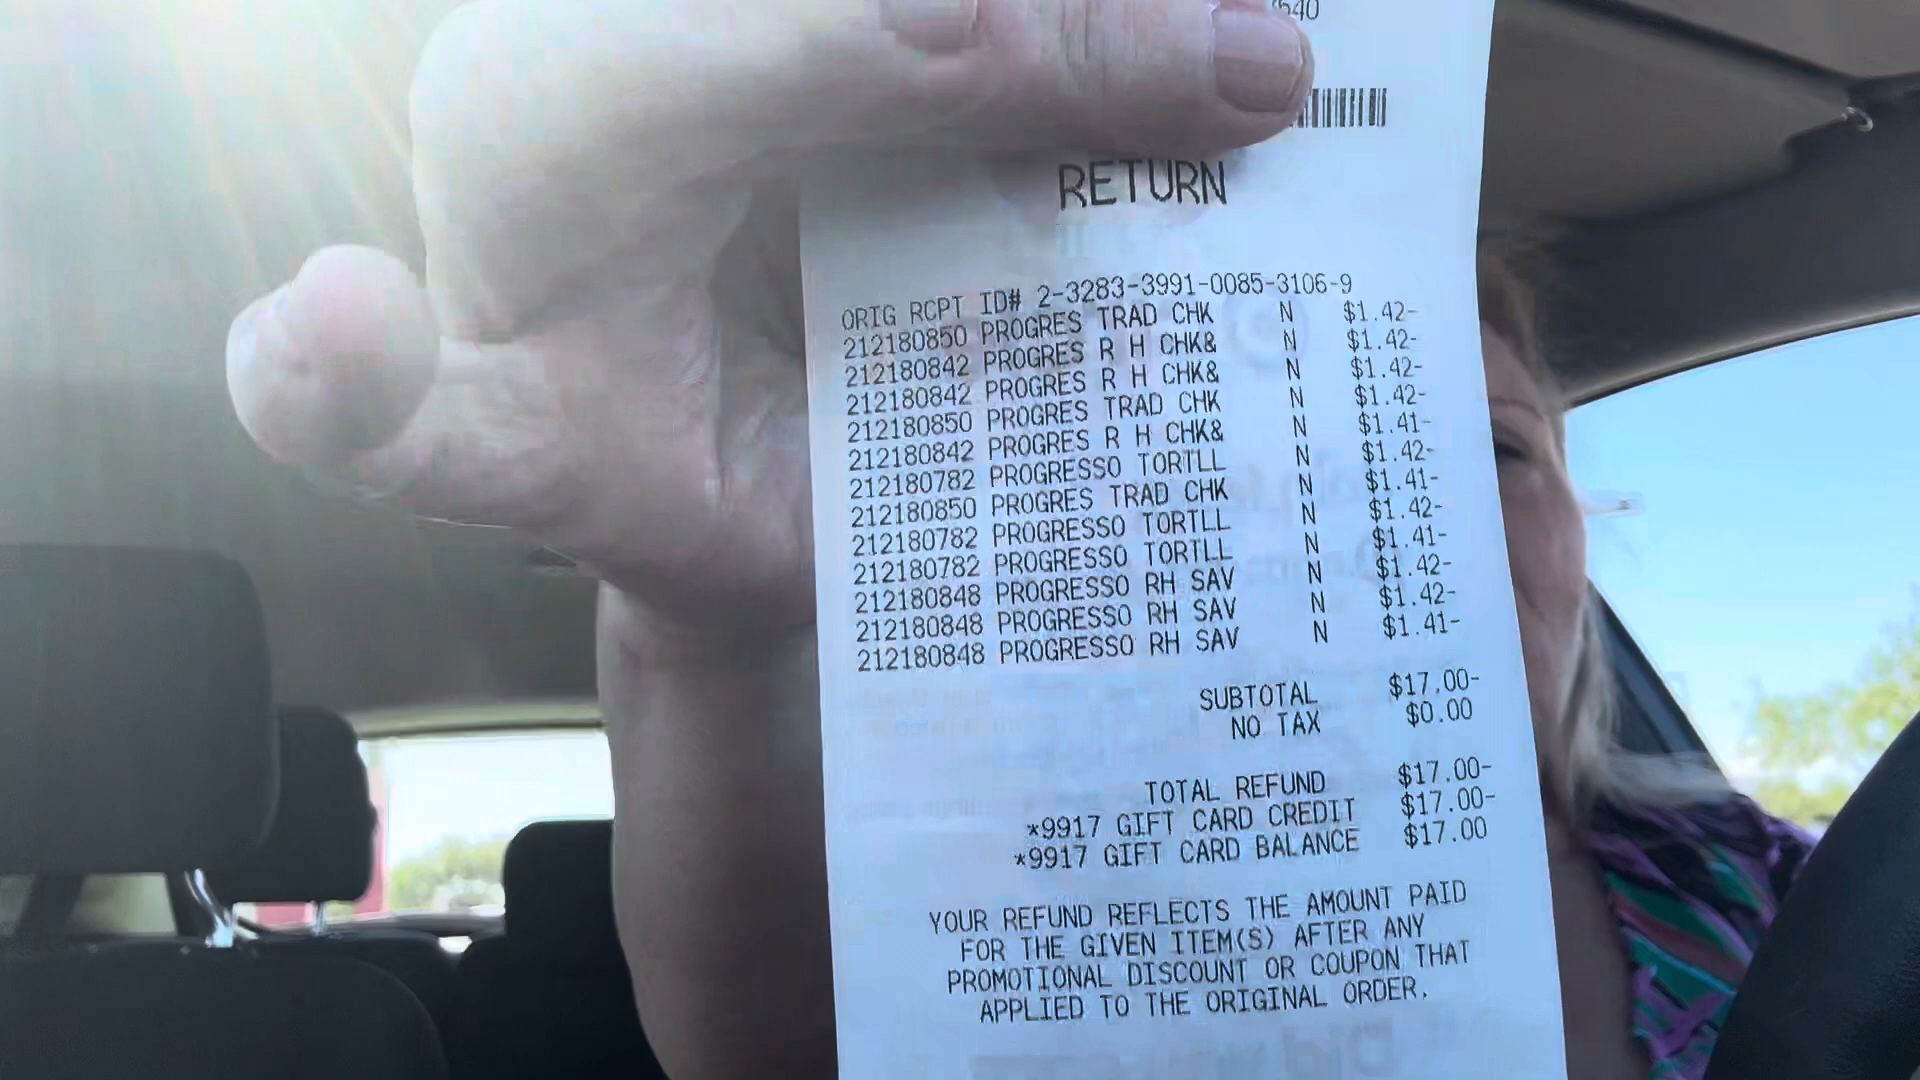 RETURN
ORIG RCPT ID# 2-3283-3991-0085-3106-9
212180850 PROGRES TRAD CHK N $1.42-
212180842 PROGRES R H CHK& N $1.42-
212180842 PROGRES R H CHK& N $1.42-
212180850 PROGRES TRAD CHK N $1.42-
212180842 PROGRES R H CHK& N $1.41-
212180782 PROGRESSO TORTLL N $1.42-
212180850 PROGRES TRAD CHK N $1.41-
212180782 PROGRESSO TORTLL N $1.42-
212180782 PROGRESSO TORTLL N $1.41-
212180848 PROGRESSO RH SAV N $1.42-
212180848 PROGRESSO RH SAV N $1.42-
212180848 PROGRESSO RH SAV N $1.41-
SUBTOTAL $17.00-
NO TAX $0.00
TOTAL REFUND $17.00-
*9917 GIFT CARD CREDIT $17.00-
*9917 GIFT CARD BALANCE $17.00
YOUR REFUND REFLECTS THE AMOUNT PAID
FOR THE GIVEN ITEM(S) AFTER ANY
PROMOTIONAL DISCOUNT OR COUPON THAT
APPLIED TO THE ORIGINAL ORDER.